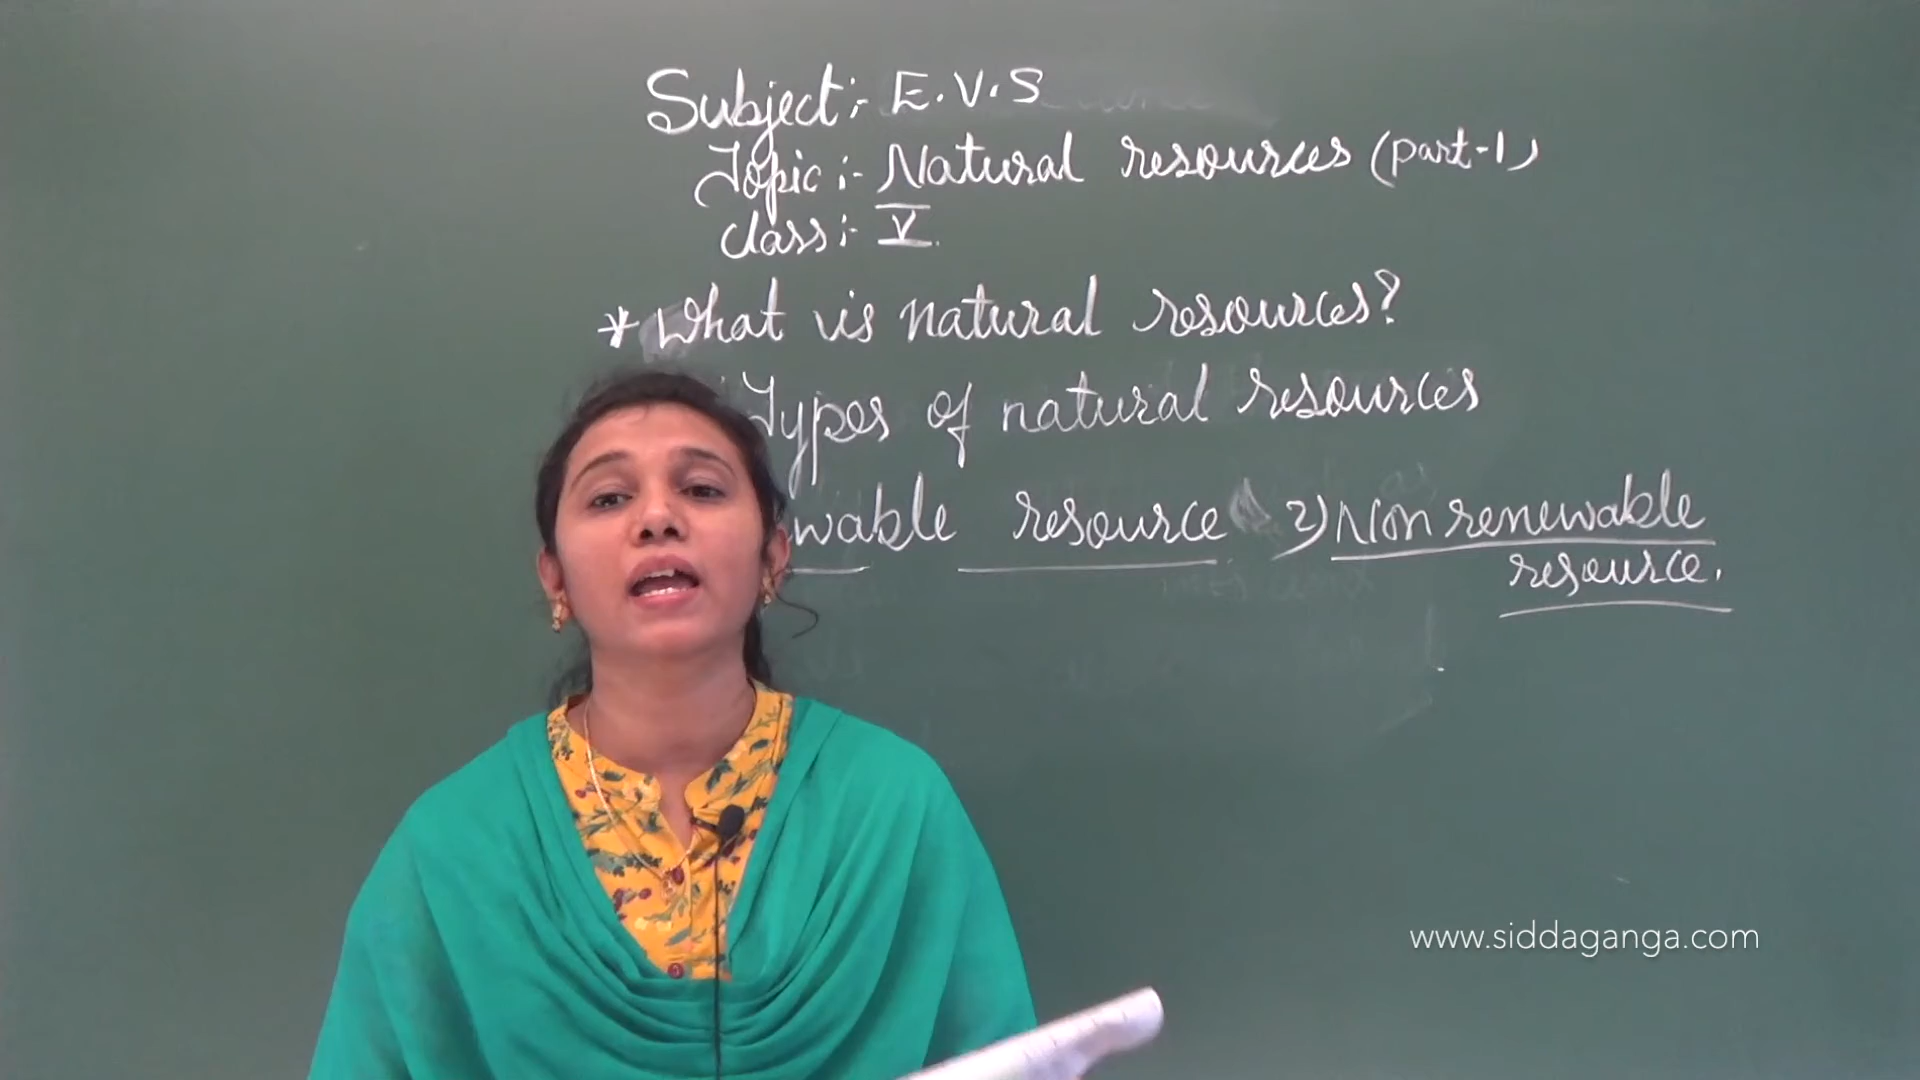 Subject:- E.V.S
Topic:- Natural resources (part-1)
class:- V
* What is natural resources?
Types of natural resources
wable resource 2) Non renewable
resource.
www.siddaganga.com